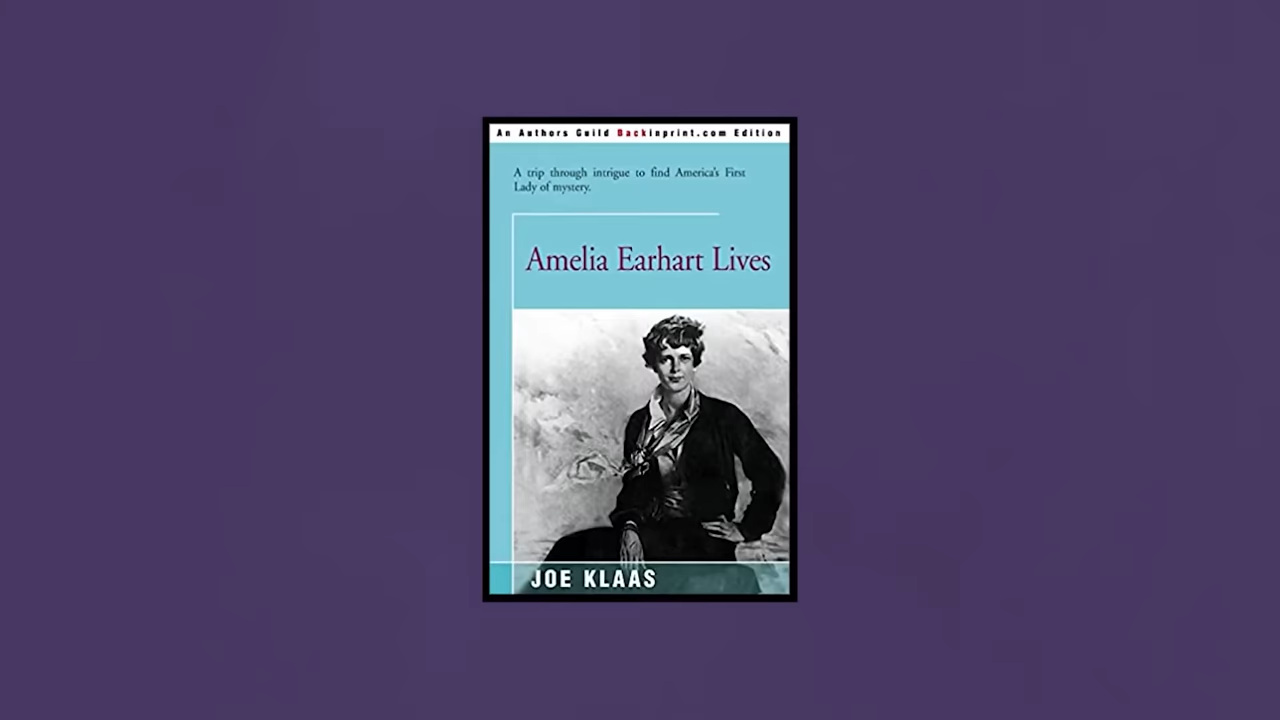 An Authors Guild Backinprint.com Edition
A trip through intrigue to find America's First
Lady of mystery.
Amelia Earhart Lives
JOE KLAAS